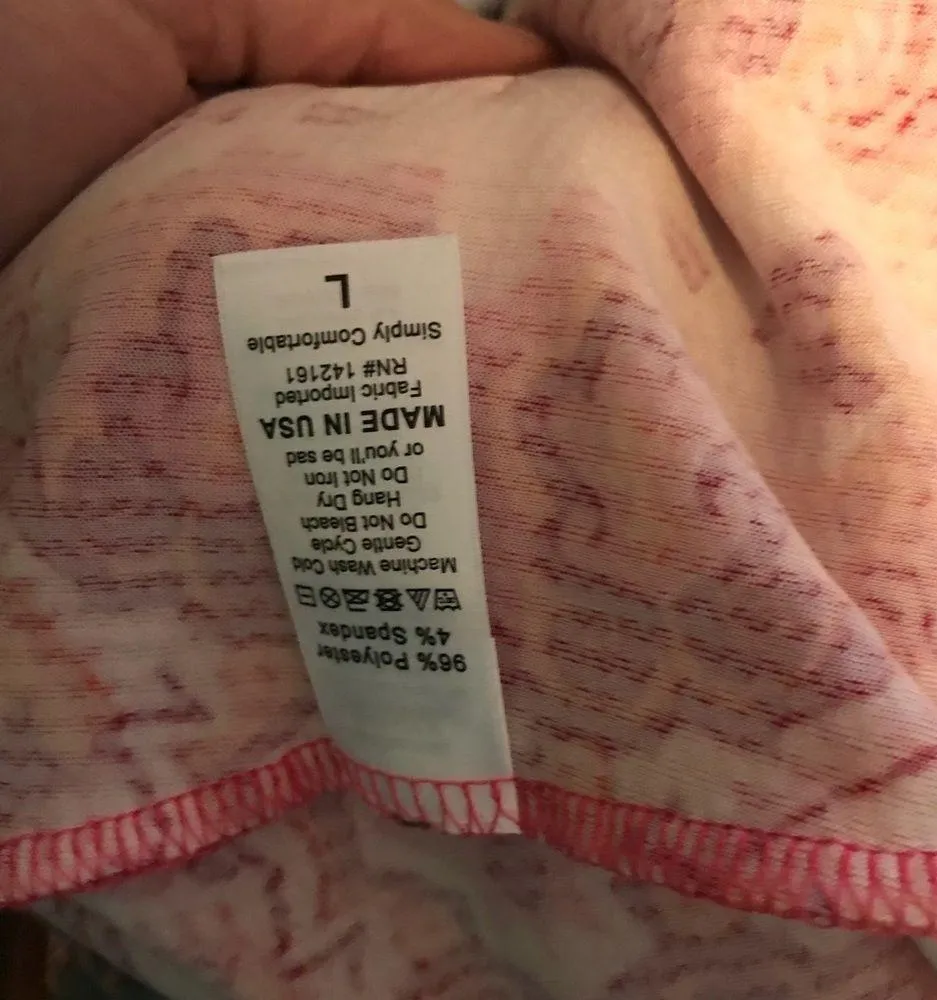 96% Polyester
4% Spandex
Machine Wash Cold
Gentle Cycle
Do Not Bleach
Hang Dry
Do Not Iron
or you'll be sad
MADE IN USA
Fabric Imported
RN# 142161
Simply Comfortable
L